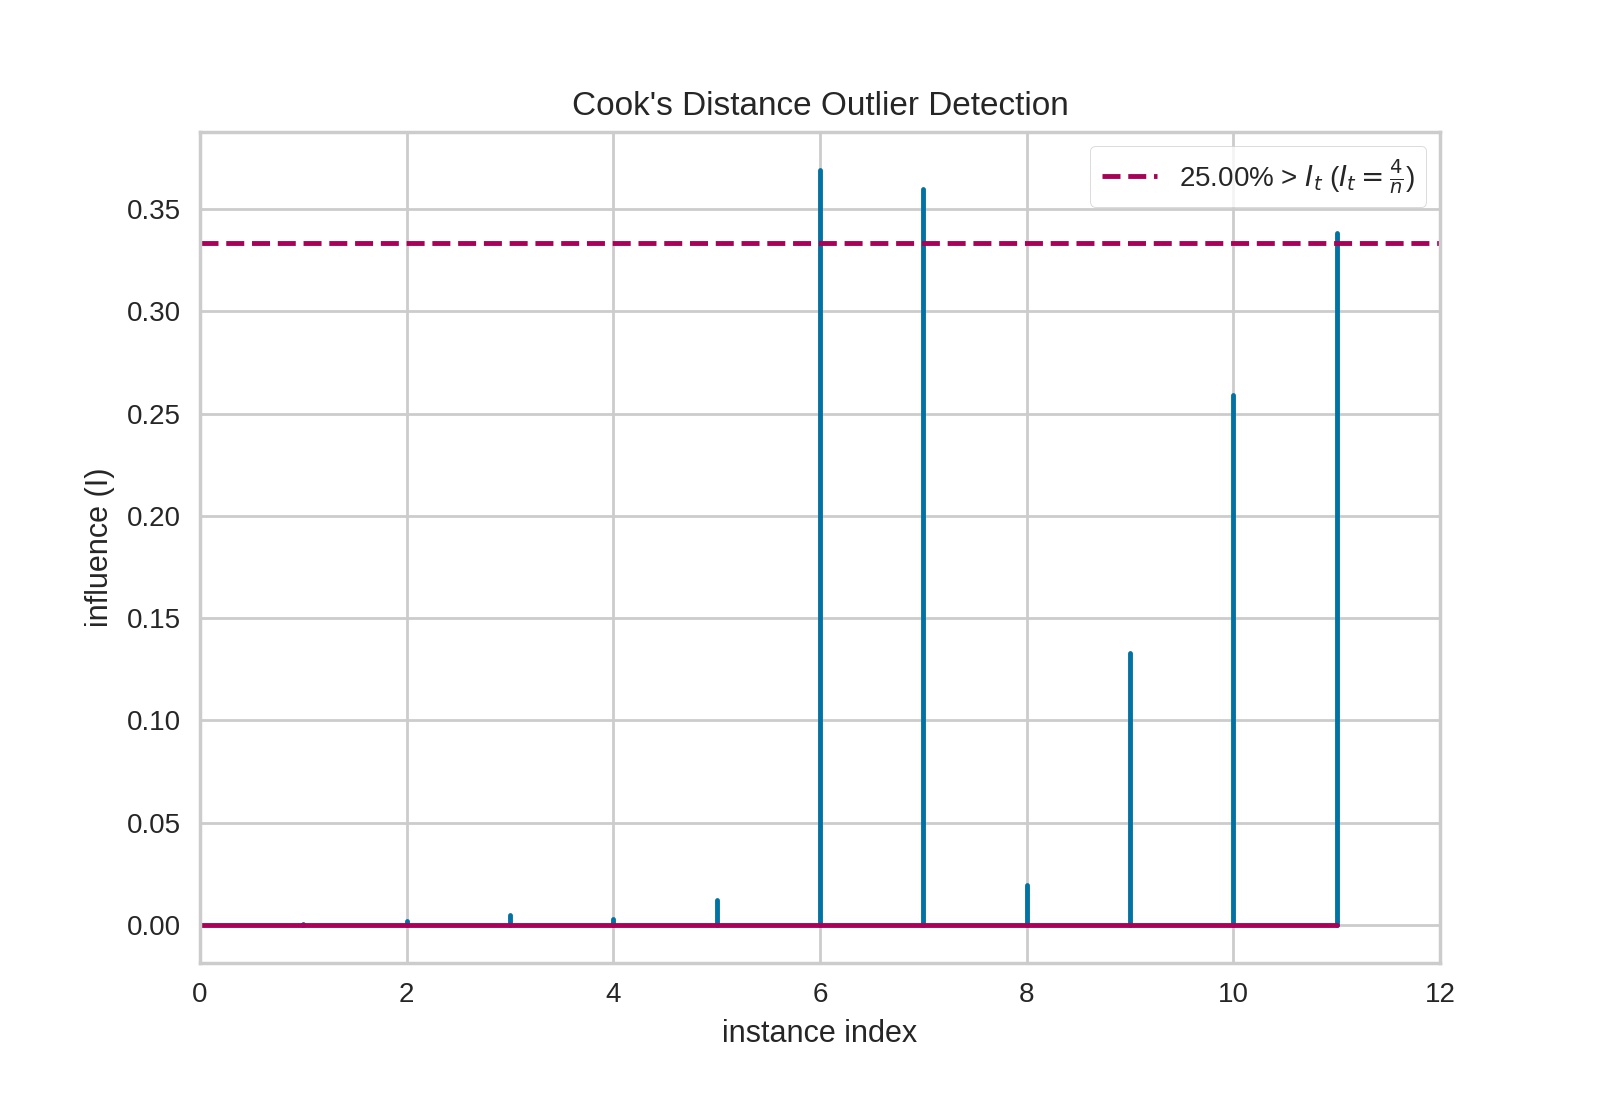 Cook's Distance Outlier Detection
25.00% > I_t (I_t = 4/n)
0.35
0.30
0.25
0.20
0.15
0.10
0.05
0.00
influence (I)
0 2 4 6 8 10 12
instance index